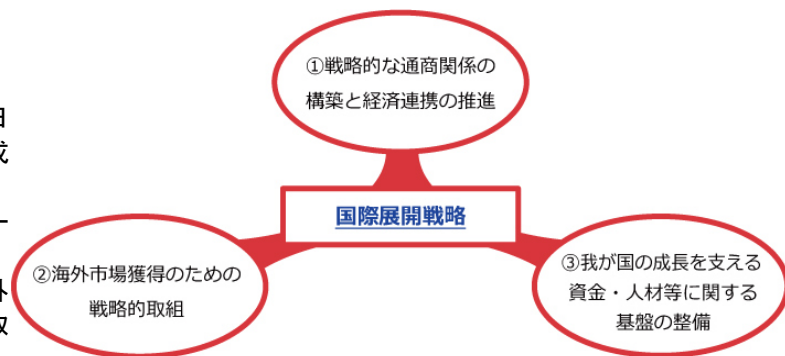 ①戦略的な通商関係の
構築と経済連携の推進
国際展開戦略
②海外市場獲得のための
戦略的取組
③我が国の成長を支える
資金・人材等に関する
基盤の整備